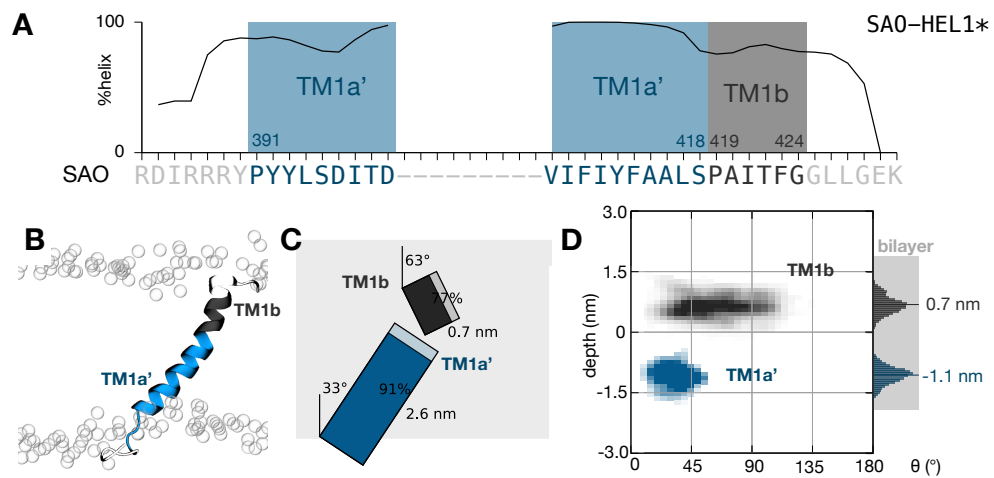 A
SAO−HEL1*
100
%helix
TM1a’
TM1a’
TM1b
391
418
419
424
0
SAO
RDIRRRYPYYLSDITD−−−−−−−−−VIFIYFAALSPAITFGGLLGEK
B
TM1b
TM1a’
C
63°
TM1b
77%
0.7 nm
TM1a’
33°
91%
2.6 nm
D
3.0
bilayer
TM1b
1.5
depth (nm)
0.7 nm
0
TM1a’
-1.1 nm
-1.5
-3.0
0
45
90
135
180
θ (°)